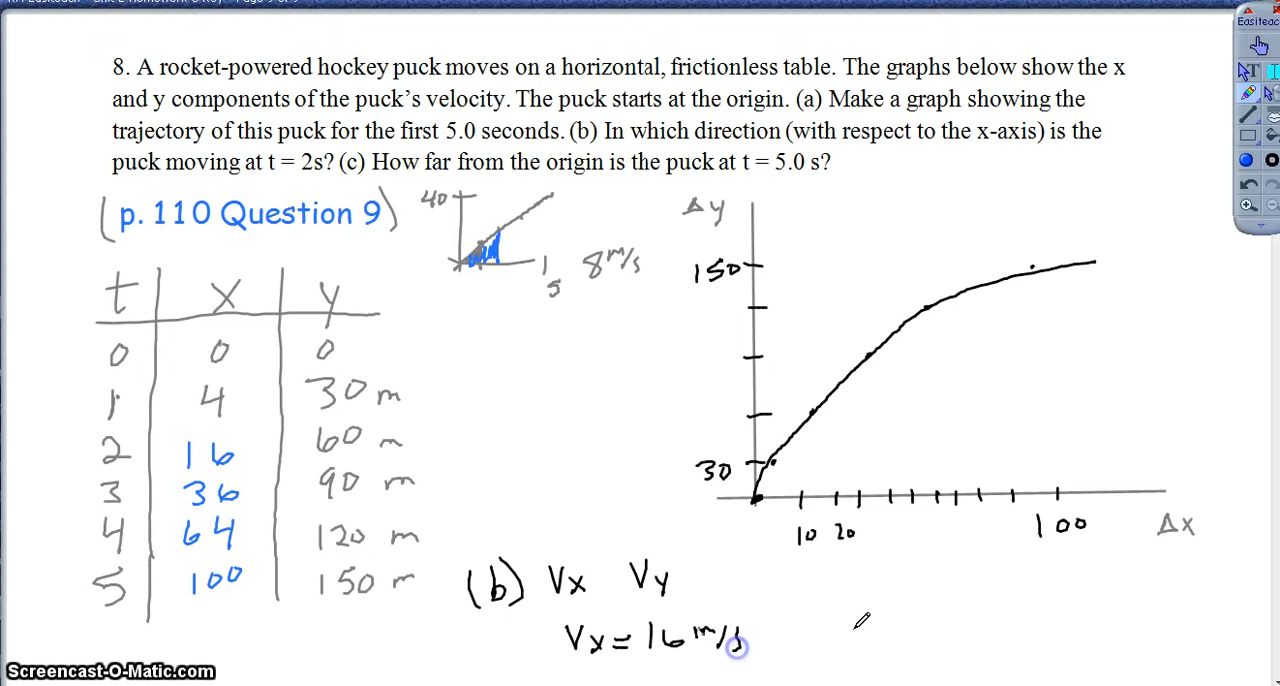 8. A rocket-powered hockey puck moves on a horizontal, frictionless table. The graphs below show the x
and y components of the puck's velocity. The puck starts at the origin. (a) Make a graph showing the
trajectory of this puck for the first 5.0 seconds. (b) In which direction (with respect to the x-axis) is the
puck moving at t = 2s? (c) How far from the origin is the puck at t = 5.0 s?
(p. 110 Question 9)
40
5
8 m/s
t x y
0 0 0
1 4 30 m
2 16 60 m
3 36 90 m
4 64 120 m
5 100 150 m
Δy
150
30
10 20 100 Δx
(b) Vx Vy
Vx = 16 m/s
Easiteac
Screencast-O-Matic.com